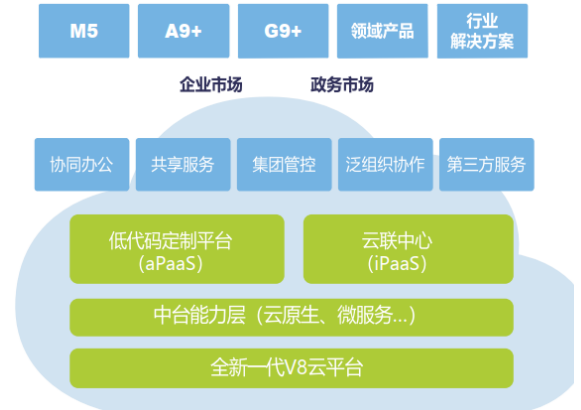 M5 A9+ G9+ 领域产品 行业
解决方案
企业市场 政务市场
协同办公 共享服务 集团管控 泛组织协作 第三方服务
低代码定制平台
(aPaaS)
云联中心
(iPaaS)
中台能力层（云原生、微服务...）
全新一代V8云平台